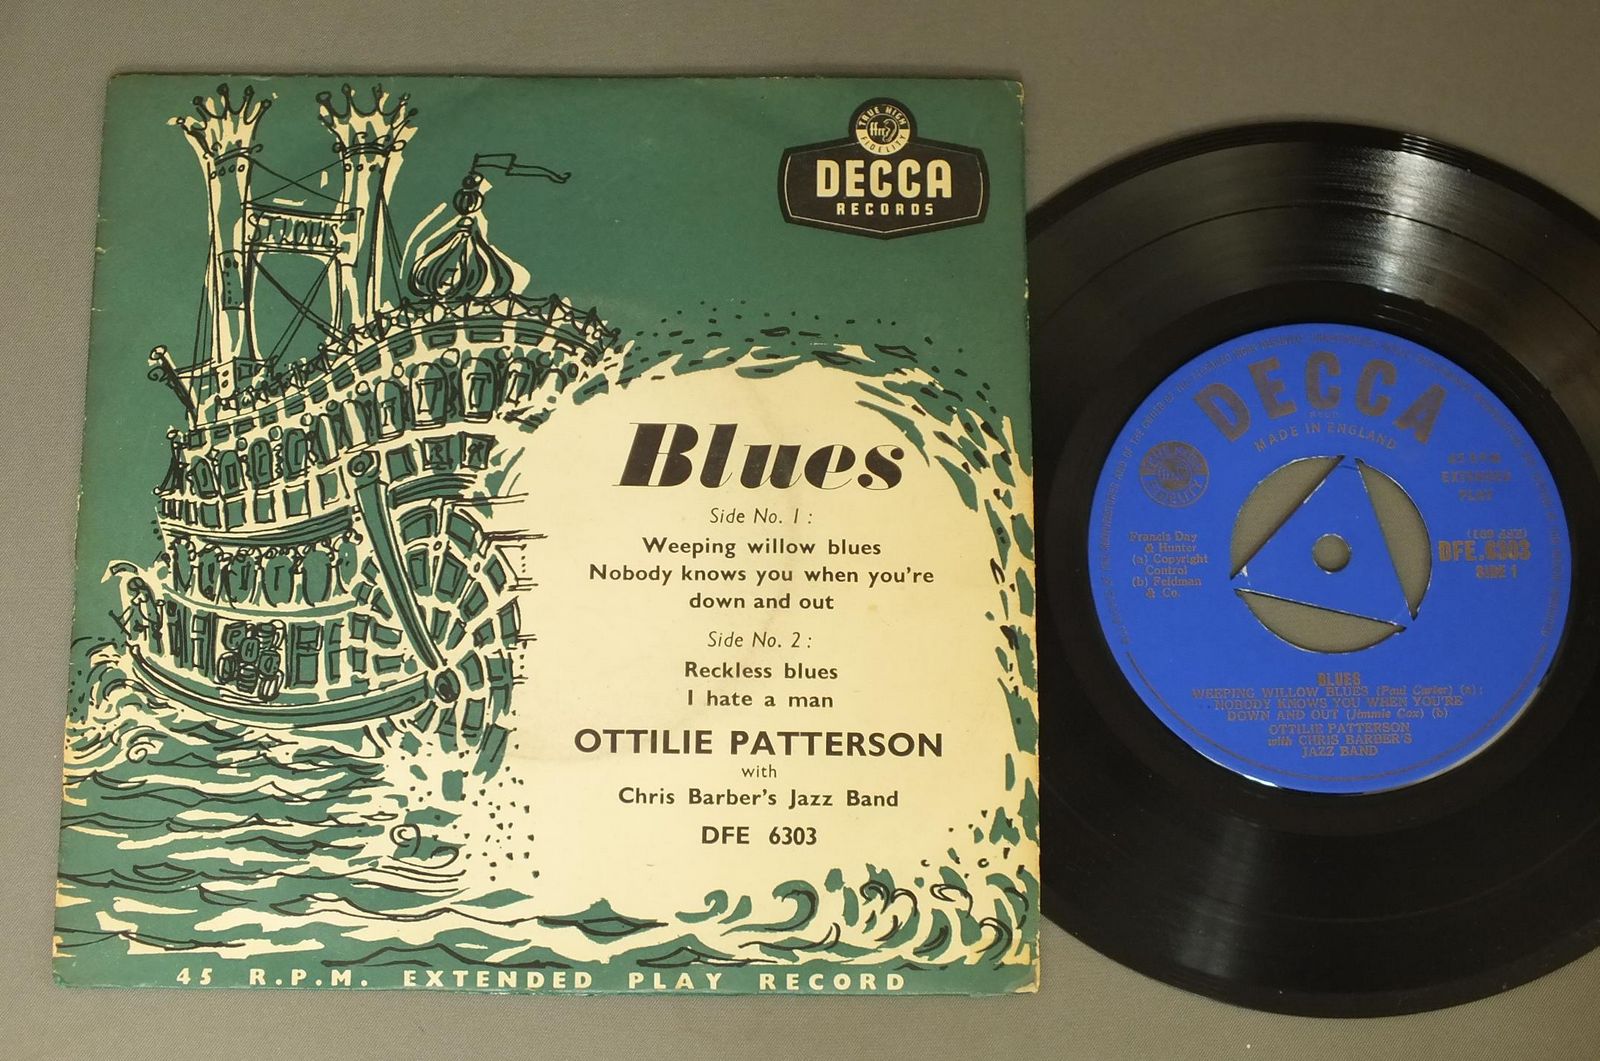 ST LOUIS
TRUE HIGH
ffrr
FIDELITY
DECCA
RECORDS
Blues
Side No. 1 :
Weeping willow blues
Nobody knows you when you're
down and out
Side No. 2 :
Reckless blues
I hate a man
OTTILIE PATTERSON
with
Chris Barber's Jazz Band
DFE 6303
45 R.P.M. EXTENDED PLAY RECORD
DECCA
MADE IN ENGLAND
45 RPM
EXTENDED
PLAY
DFE.6303
SIDE 1
Francis Day
& Hunter
(a) Copyright
Control
(b) Feldman
& Co.
BLUES
WEEPING WILLOW BLUES (Paul Carter) (a) :
NOBODY KNOWS YOU WHEN YOU'RE
DOWN AND OUT (Jimmie Cox) (b)
OTTILIE PATTERSON
with CHRIS BARBER'S
JAZZ BAND